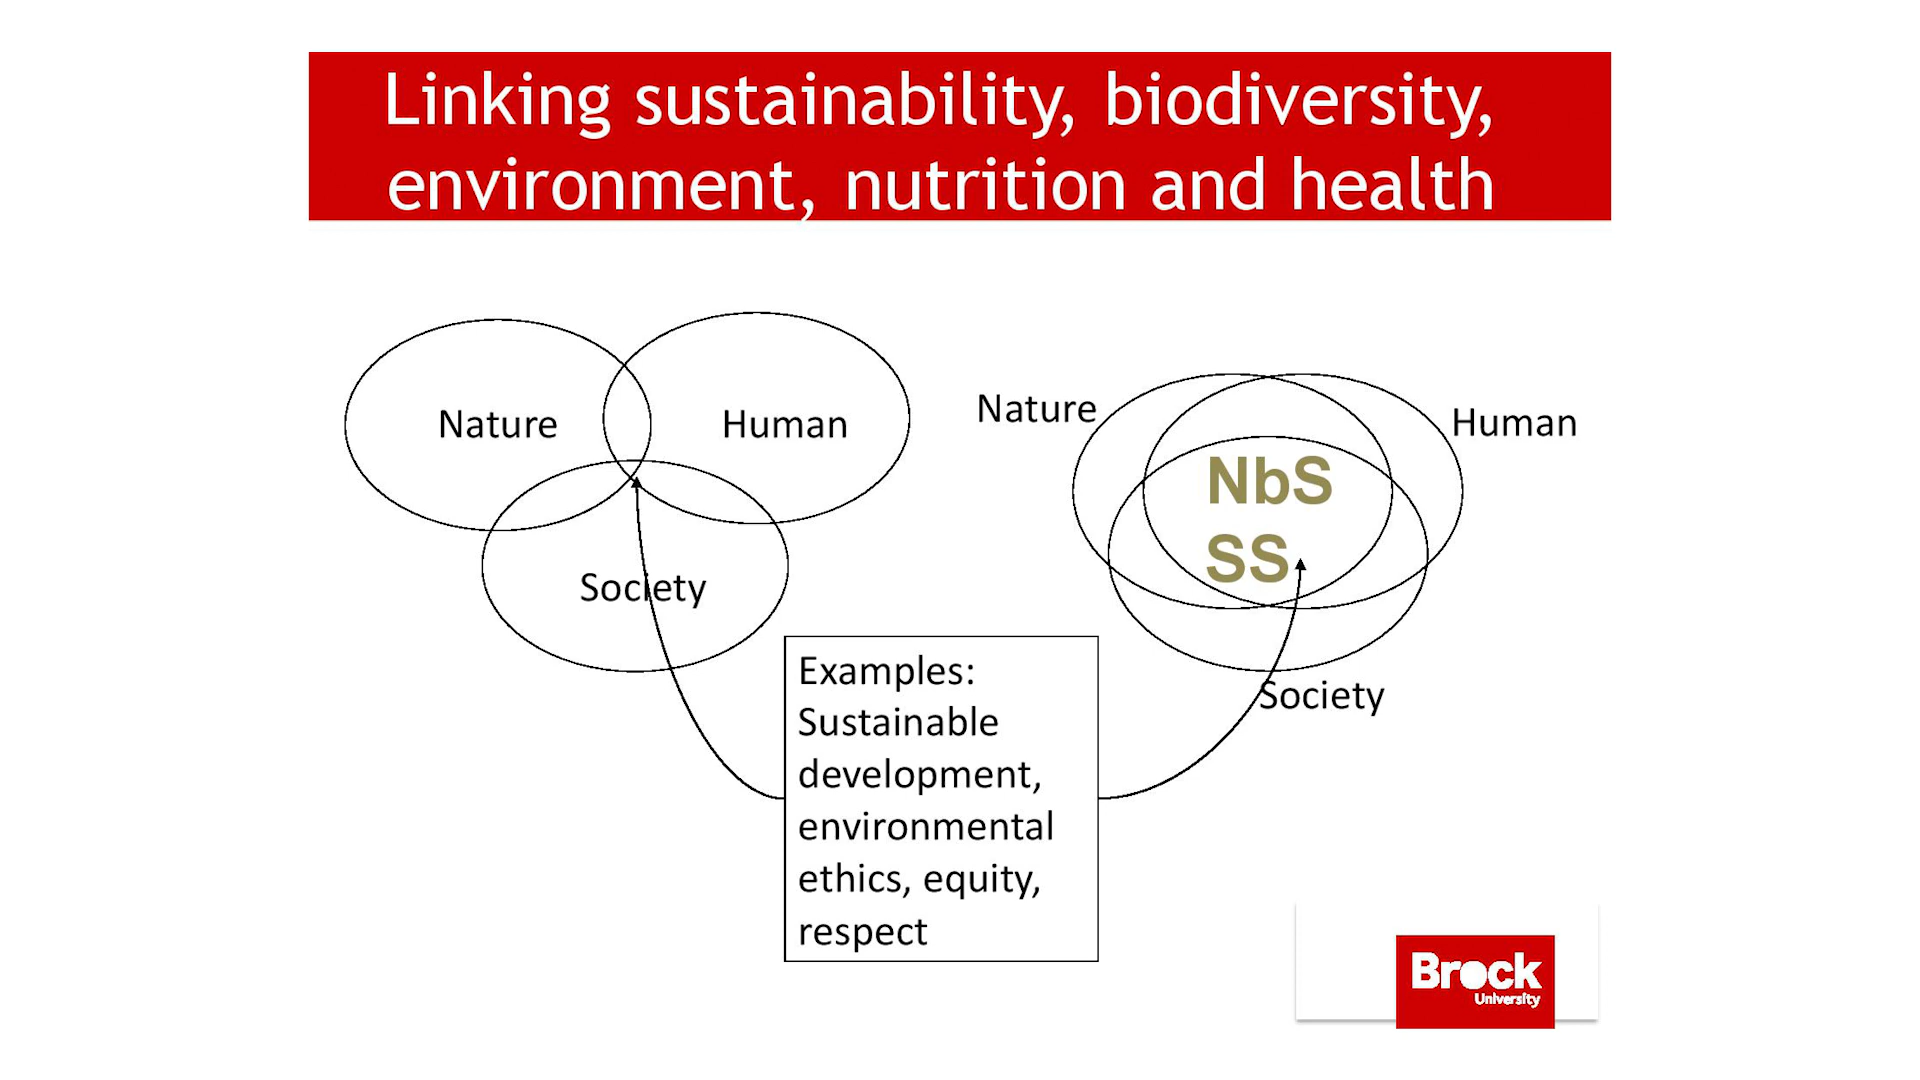 Linking sustainability, biodiversity,
environment, nutrition and health
Nature
Human
Society
Nature
Human
NbS
SS
Society
Examples:
Sustainable
development,
environmental
ethics, equity,
respect
Brock
University